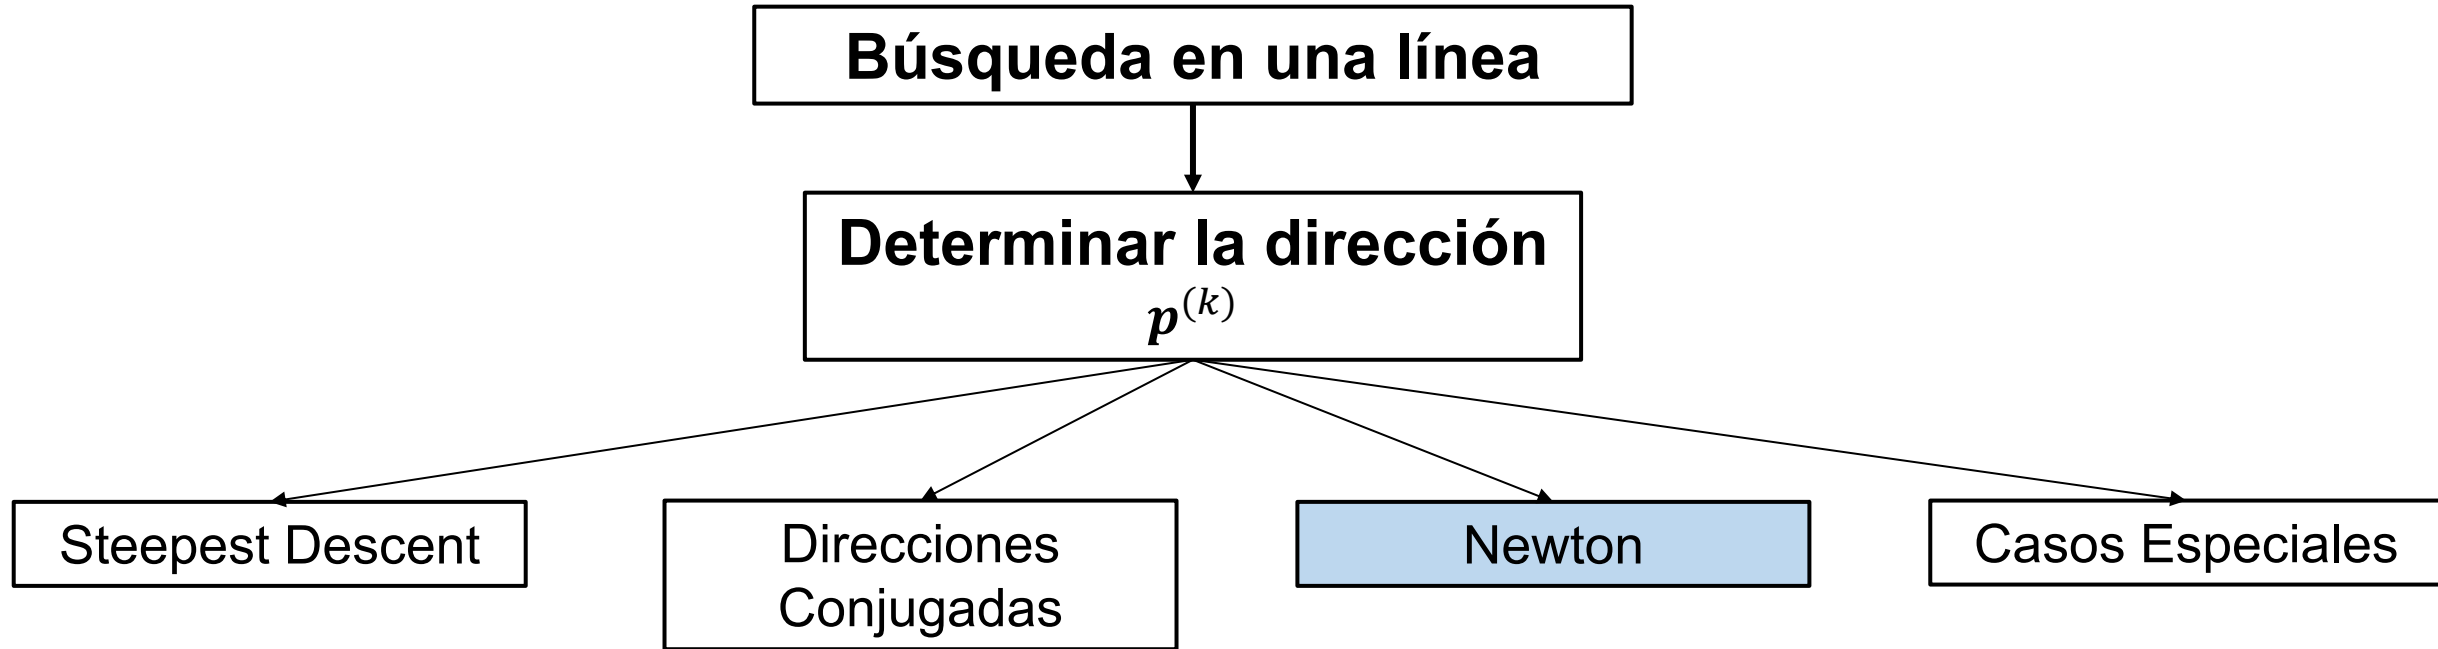 Búsqueda en una línea
Determinar la dirección
p^(k)
Steepest Descent
Direcciones
Conjugadas
Newton
Casos Especiales